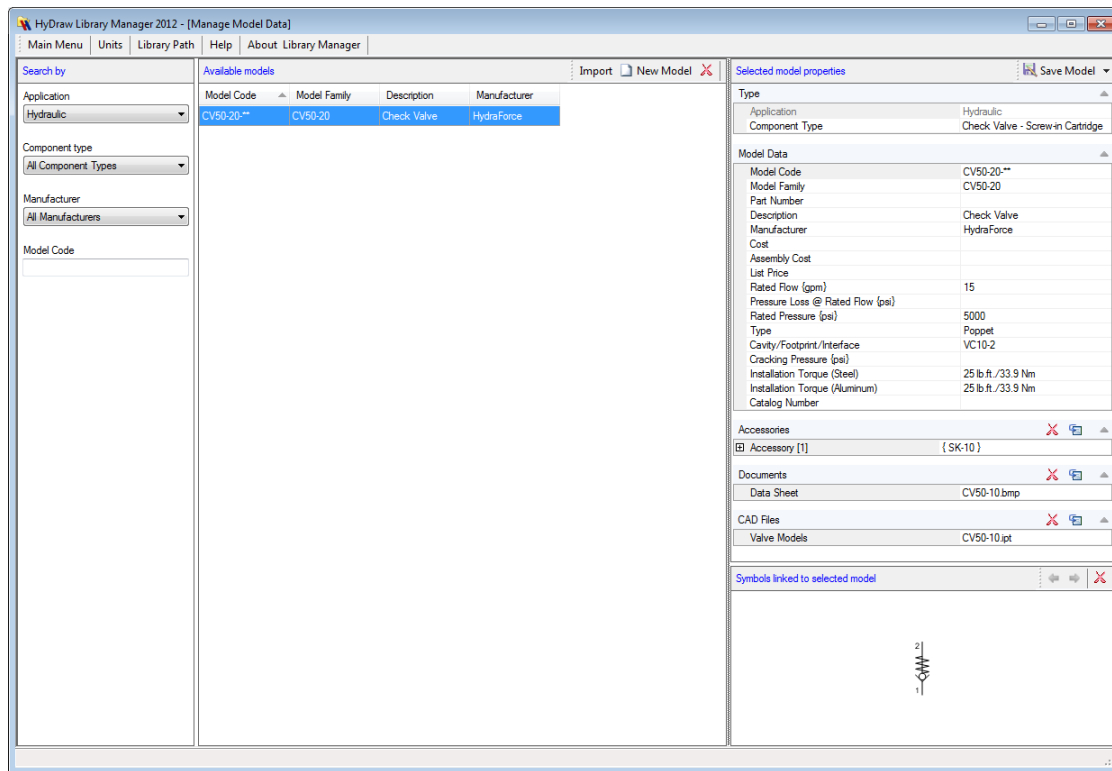 HyDraw Library Manager 2012 - [Manage Model Data]
Main Menu Units Library Path Help About Library Manager
Search by
Application
Hydraulic
Component type
All Component Types
Manufacturer
All Manufacturers
Model Code
Available models Import New Model
Model Code Model Family Description Manufacturer
CV50-20-** CV50-20 Check Valve HydraForce
Selected model properties Save Model
Type
Application Hydraulic
Component Type Check Valve - Screw-in Cartridge
Model Data
Model Code CV50-20-**
Model Family CV50-20
Part Number
Description Check Valve
Manufacturer HydraForce
Cost
Assembly Cost
List Price
Rated Flow {gpm} 15
Pressure Loss @ Rated Flow {psi}
Rated Pressure {psi} 5000
Type Poppet
Cavity/Footprint/Interface VC10-2
Cracking Pressure {psi}
Installation Torque (Steel) 25 lb.ft./33.9 Nm
Installation Torque (Aluminum) 25 lb.ft./33.9 Nm
Catalog Number
Accessories
Accessory [1] { SK-10 }
Documents
Data Sheet CV50-10.bmp
CAD Files
Valve Models CV50-10.ipt
Symbols linked to selected model
2
1